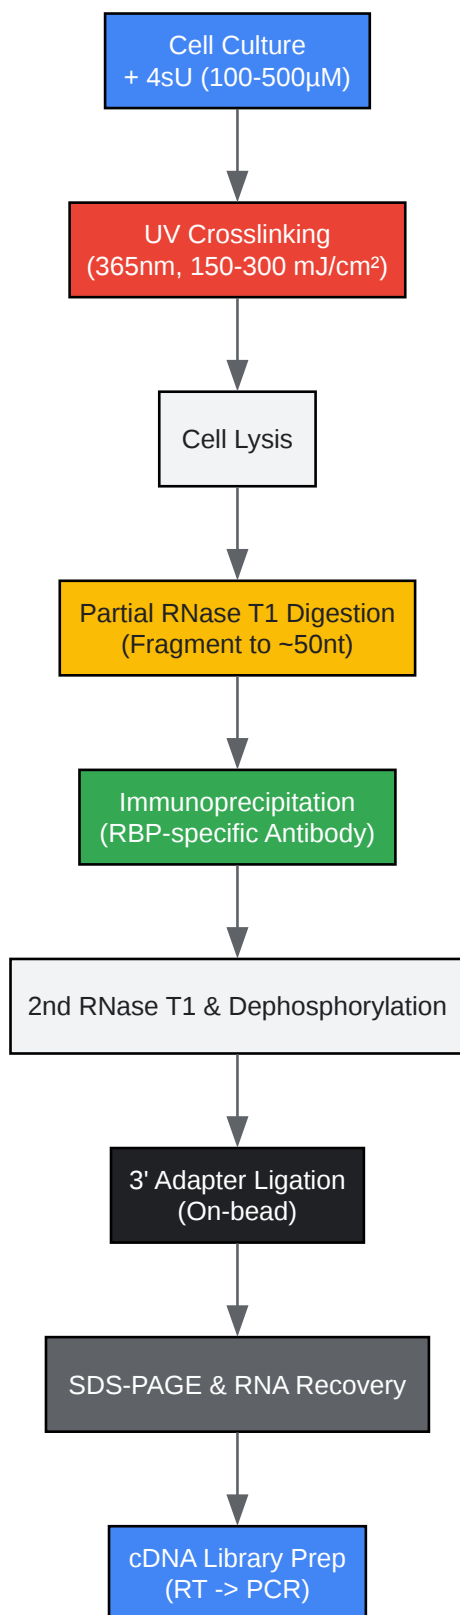 Cell Culture
+ 4sU (100-500µM)
UV Crosslinking
(365nm, 150-300 mJ/cm²)
Cell Lysis
Partial RNase T1 Digestion
(Fragment to ~50nt)
Immunoprecipitation
(RBP-specific Antibody)
2nd RNase T1 & Dephosphorylation
3' Adapter Ligation
(On-bead)
SDS-PAGE & RNA Recovery
cDNA Library Prep
(RT -> PCR)